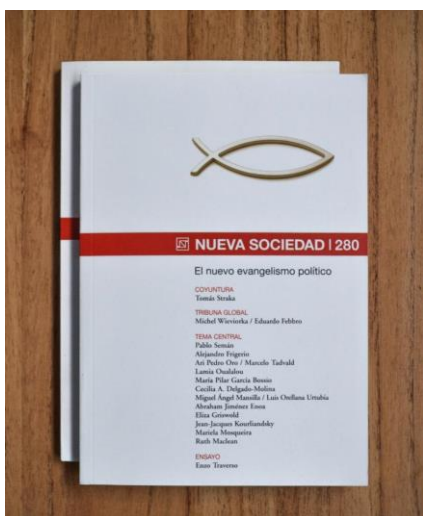 NUEVA SOCIEDAD | 280
El nuevo evangelismo político
COYUNTURA
Tomás Straka
TRIBUNA GLOBAL
Michel Wieviorka / Eduardo Febbro
TEMA CENTRAL
Pablo Semán
Alejandro Frigerio
Ari Pedro Oro / Marcelo Tadvald
Lamia Oualalou
María Pilar García Bossio
Cecilia A. Delgado-Molina
Miguel Ángel Mansilla / Luis Orellana Urtubia
Abraham Jiménez Enoa
Eliza Griswold
Jean-Jacques Kourliandsky
Mariela Mosqueira
Ruth Maclean
ENSAYO
Enzo Traverso